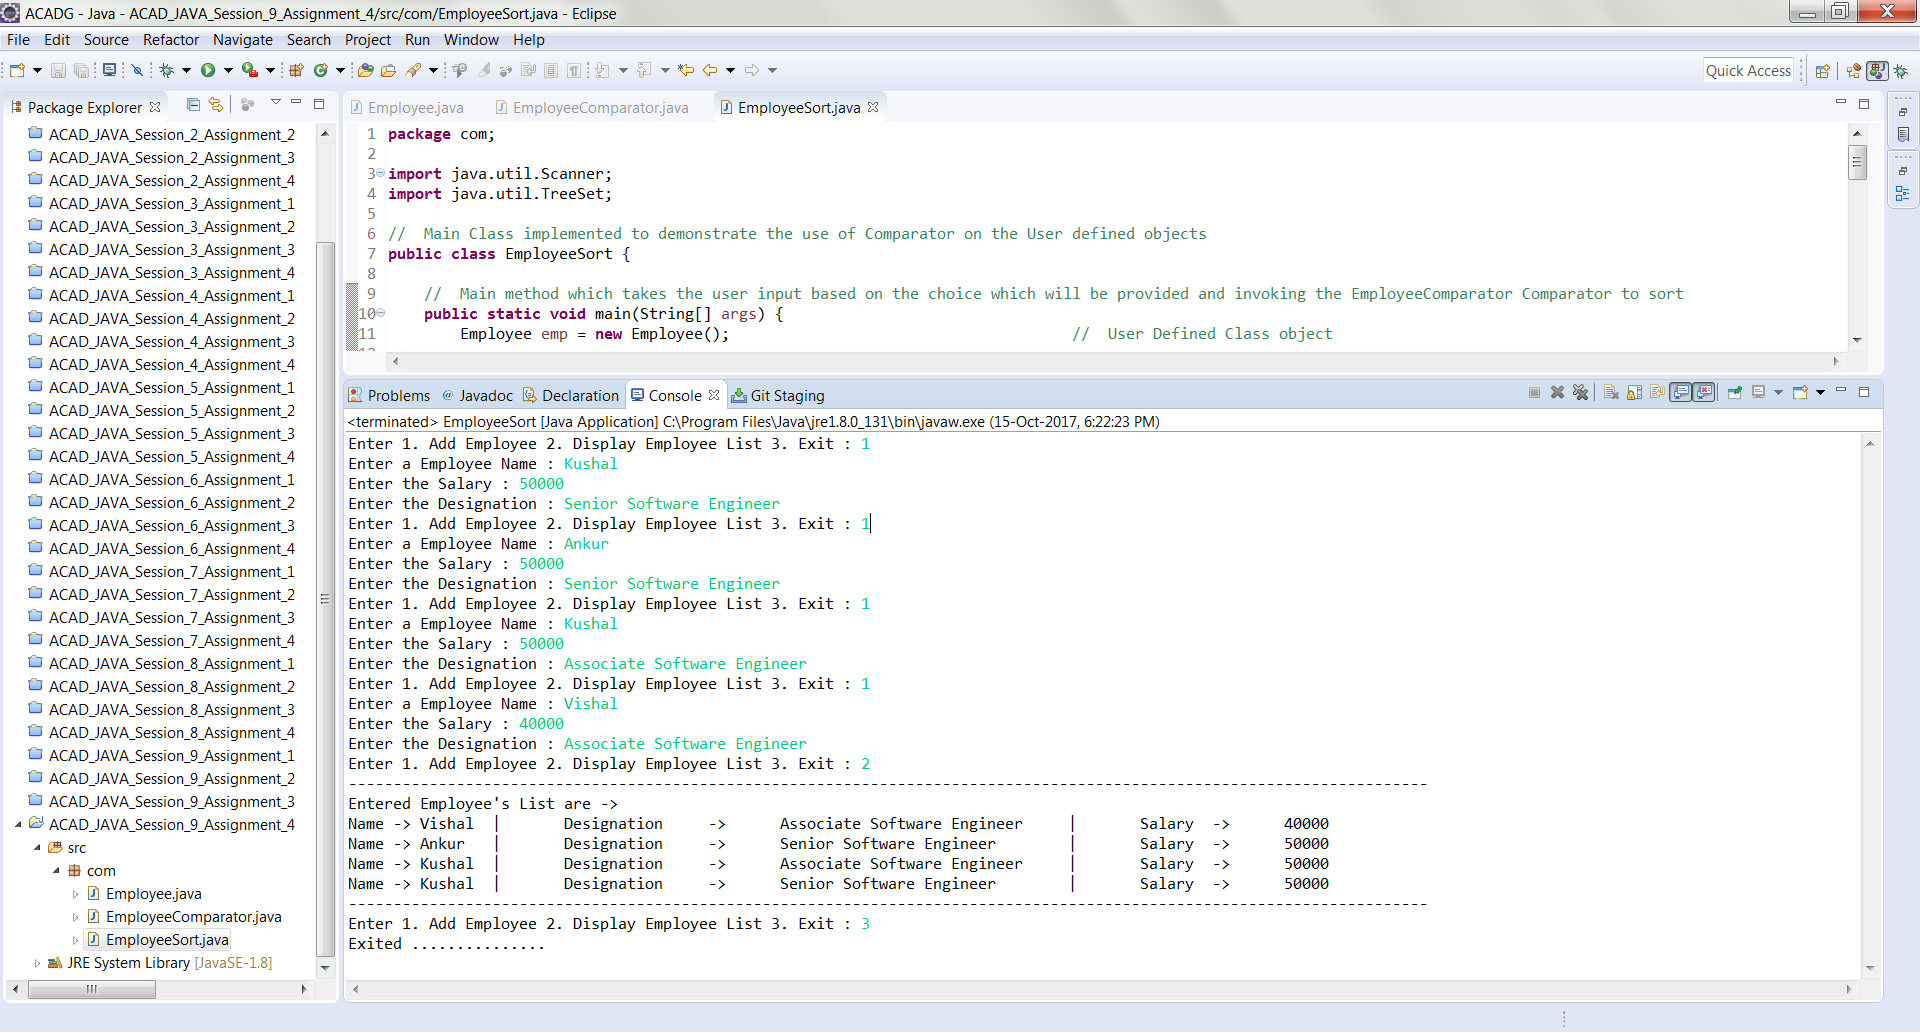 ACADG - Java - ACAD_JAVA_Session_9_Assignment_4/src/com/EmployeeSort.java - Eclipse
File Edit Source Refactor Navigate Search Project Run Window Help
Quick Access
Package Explorer
ACAD_JAVA_Session_2_Assignment_2
ACAD_JAVA_Session_2_Assignment_3
ACAD_JAVA_Session_2_Assignment_4
ACAD_JAVA_Session_3_Assignment_1
ACAD_JAVA_Session_3_Assignment_2
ACAD_JAVA_Session_3_Assignment_3
ACAD_JAVA_Session_3_Assignment_4
ACAD_JAVA_Session_4_Assignment_1
ACAD_JAVA_Session_4_Assignment_2
ACAD_JAVA_Session_4_Assignment_3
ACAD_JAVA_Session_4_Assignment_4
ACAD_JAVA_Session_5_Assignment_1
ACAD_JAVA_Session_5_Assignment_2
ACAD_JAVA_Session_5_Assignment_3
ACAD_JAVA_Session_5_Assignment_4
ACAD_JAVA_Session_6_Assignment_1
ACAD_JAVA_Session_6_Assignment_2
ACAD_JAVA_Session_6_Assignment_3
ACAD_JAVA_Session_6_Assignment_4
ACAD_JAVA_Session_7_Assignment_1
ACAD_JAVA_Session_7_Assignment_2
ACAD_JAVA_Session_7_Assignment_3
ACAD_JAVA_Session_7_Assignment_4
ACAD_JAVA_Session_8_Assignment_1
ACAD_JAVA_Session_8_Assignment_2
ACAD_JAVA_Session_8_Assignment_3
ACAD_JAVA_Session_8_Assignment_4
ACAD_JAVA_Session_9_Assignment_1
ACAD_JAVA_Session_9_Assignment_2
ACAD_JAVA_Session_9_Assignment_3
ACAD_JAVA_Session_9_Assignment_4
src
com
Employee.java
EmployeeComparator.java
EmployeeSort.java
JRE System Library [JavaSE-1.8]
Employee.java EmployeeComparator.java EmployeeSort.java
1 package com;
2
3 import java.util.Scanner;
4 import java.util.TreeSet;
5
6 // Main Class implemented to demonstrate the use of Comparator on the User defined objects
7 public class EmployeeSort {
8
9 // Main method which takes the user input based on the choice which will be provided and invoking the EmployeeComparator Comparator to sort
10 public static void main(String[] args) {
11 Employee emp = new Employee(); // User Defined Class object
Problems Javadoc Declaration Console Git Staging
<terminated> EmployeeSort [Java Application] C:\Program Files\Java\jre1.8.0_131\bin\javaw.exe (15-Oct-2017, 6:22:23 PM)
Enter 1. Add Employee 2. Display Employee List 3. Exit : 1
Enter a Employee Name : Kushal
Enter the Salary : 50000
Enter the Designation : Senior Software Engineer
Enter 1. Add Employee 2. Display Employee List 3. Exit : 1
Enter a Employee Name : Ankur
Enter the Salary : 50000
Enter the Designation : Senior Software Engineer
Enter 1. Add Employee 2. Display Employee List 3. Exit : 1
Enter a Employee Name : Kushal
Enter the Salary : 50000
Enter the Designation : Associate Software Engineer
Enter 1. Add Employee 2. Display Employee List 3. Exit : 1
Enter a Employee Name : Vishal
Enter the Salary : 40000
Enter the Designation : Associate Software Engineer
Enter 1. Add Employee 2. Display Employee List 3. Exit : 2
------------------------------------------------------------------------------------------------------------------------
Entered Employee's List are ->
Name -> Vishal | Designation -> Associate Software Engineer | Salary -> 40000
Name -> Ankur | Designation -> Senior Software Engineer | Salary -> 50000
Name -> Kushal | Designation -> Associate Software Engineer | Salary -> 50000
Name -> Kushal | Designation -> Senior Software Engineer | Salary -> 50000
------------------------------------------------------------------------------------------------------------------------
Enter 1. Add Employee 2. Display Employee List 3. Exit : 3
Exited ...............